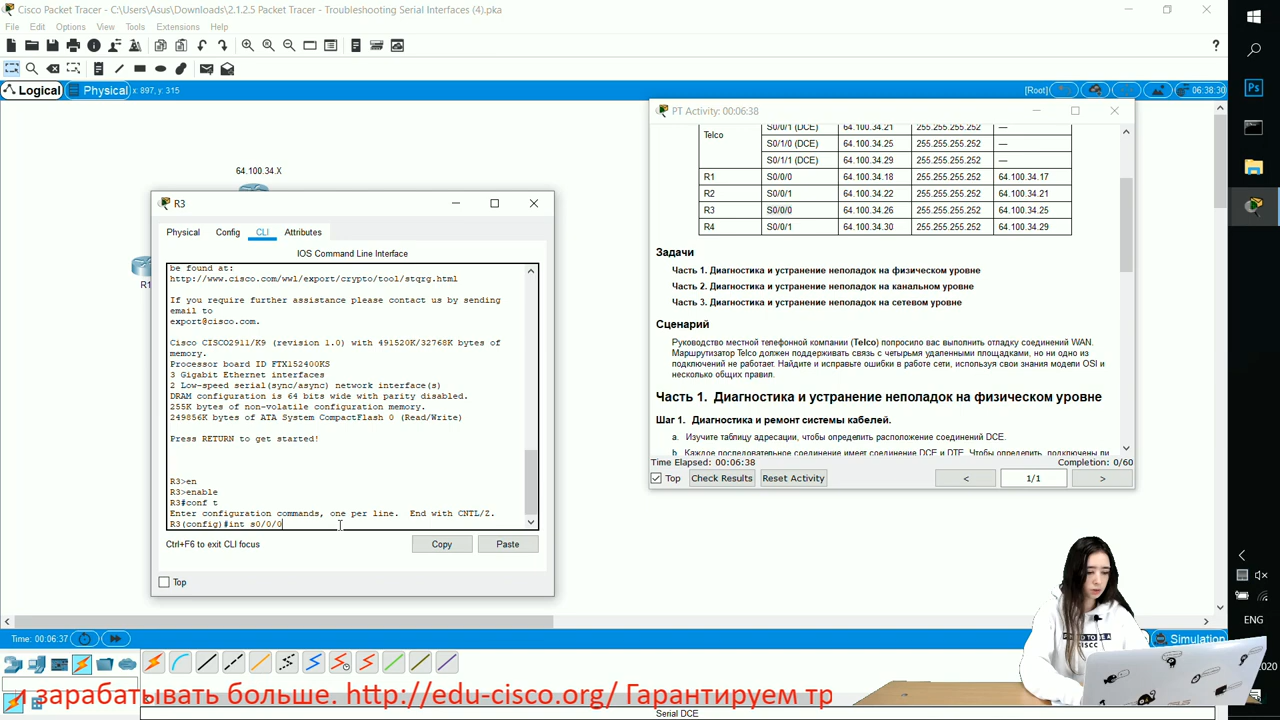 Cisco Packet Tracer - C:\Users\Asus\Downloads\2.1.2.5 Packet Tracer - Troubleshooting Serial Interfaces (4).pka
File Edit Options View Tools Extensions Help
Logical Physical x: 897, y: 315 [Root] 06:38:30
64.100.34.X
R1
R3
Physical Config CLI Attributes
IOS Command Line Interface
be found at:
http://www.cisco.com/wwl/export/crypto/tool/stqrg.html
If you require further assistance please contact us by sending
email to
export@cisco.com.
Cisco CISCO2911/K9 (revision 1.0) with 491520K/32768K bytes of
memory.
Processor board ID FTX152400KS
3 Gigabit Ethernet interfaces
2 Low-speed serial(sync/async) network interface(s)
DRAM configuration is 64 bits wide with parity disabled.
255K bytes of non-volatile configuration memory.
249856K bytes of ATA System CompactFlash 0 (Read/Write)
Press RETURN to get started!
R3>en
R3>enable
R3#conf t
Enter configuration commands, one per line. End with CNTL/Z.
R3(config)#int s0/0/0
Ctrl+F6 to exit CLI focus
Copy Paste
Top
PT Activity: 00:06:38
S0/0/1 (DCE) 64.100.34.21 255.255.255.252 —
Telco
S0/1/0 (DCE) 64.100.34.25 255.255.255.252 —
S0/1/1 (DCE) 64.100.34.29 255.255.255.252 —
R1 S0/0/0 64.100.34.18 255.255.255.252 64.100.34.17
R2 S0/0/1 64.100.34.22 255.255.255.252 64.100.34.21
R3 S0/0/0 64.100.34.26 255.255.255.252 64.100.34.25
R4 S0/0/1 64.100.34.30 255.255.255.252 64.100.34.29
Задачи
Часть 1. Диагностика и устранение неполадок на физическом уровне
Часть 2. Диагностика и устранение неполадок на канальном уровне
Часть 3. Диагностика и устранение неполадок на сетевом уровне
Сценарий
Руководство местной телефонной компании (Telco) попросило вас выполнить отладку соединений WAN.
Маршрутизатор Telco должен поддерживать связь с четырьмя удаленными площадками, но ни одно из
подключений не работает. Найдите и исправьте ошибки в работе сети, используя свои знания модели OSI и
несколько общих правил.
Часть 1. Диагностика и устранение неполадок на физическом уровне
Шаг 1. Диагностика и ремонт системы кабелей.
a. Изучите таблицу адресации, чтобы определить расположение соединений DCE.
b Каждое последовательное соединение имеет соединение DCE и DTE. Чтобы определить, подключены ли
Time Elapsed: 00:06:38 Completion: 0/60
Top Check Results Reset Activity < 1/1 >
Time: 00:06:37 Simulation
и зарабатывать больше. http://edu-cisco.org/ Гарантируем тр
Serial DCE
ENG
CISCO
Ps